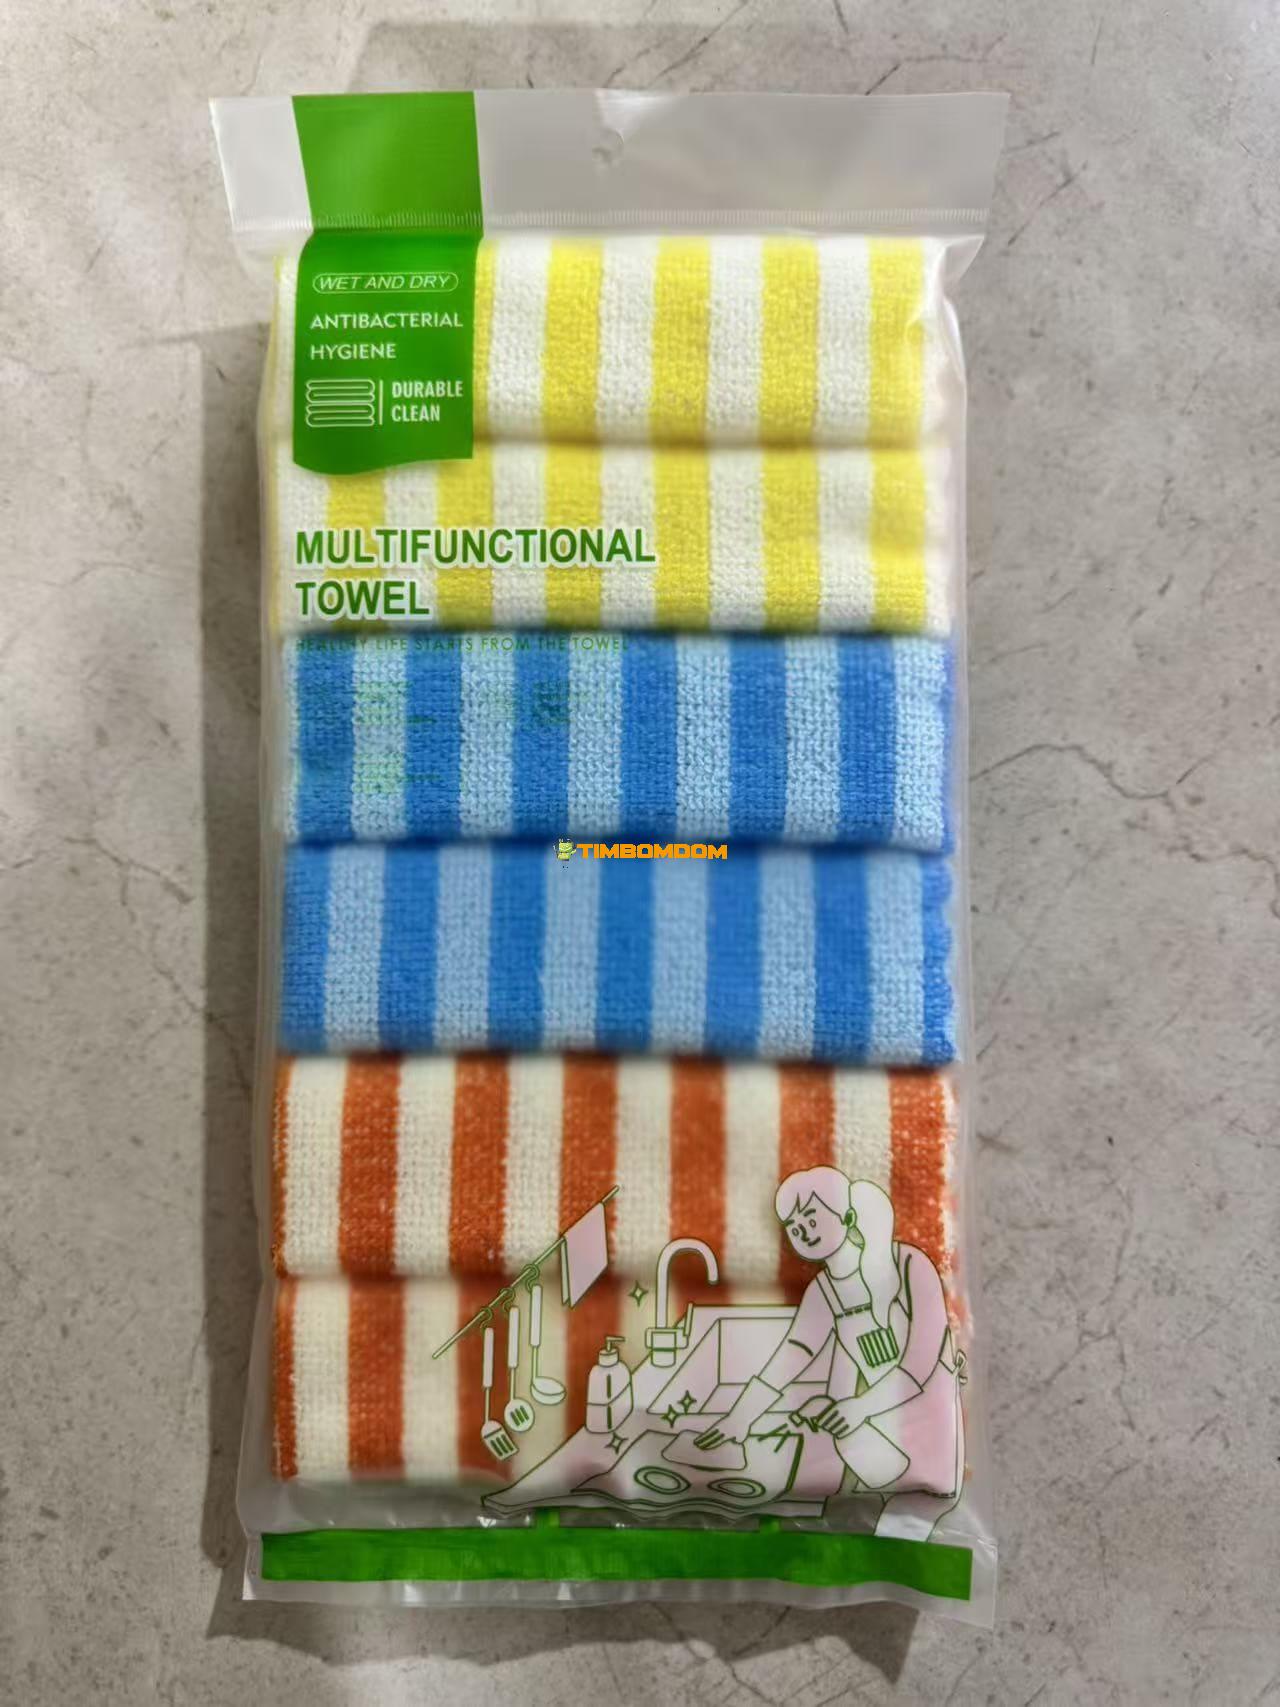 WET AND DRY
ANTIBACTERIAL
HYGIENE
DURABLE
CLEAN
MULTIFUNCTIONAL
TOWEL
HEALTHY LIFE STARTS FROM THE TOWEL
TIMBOMDOM